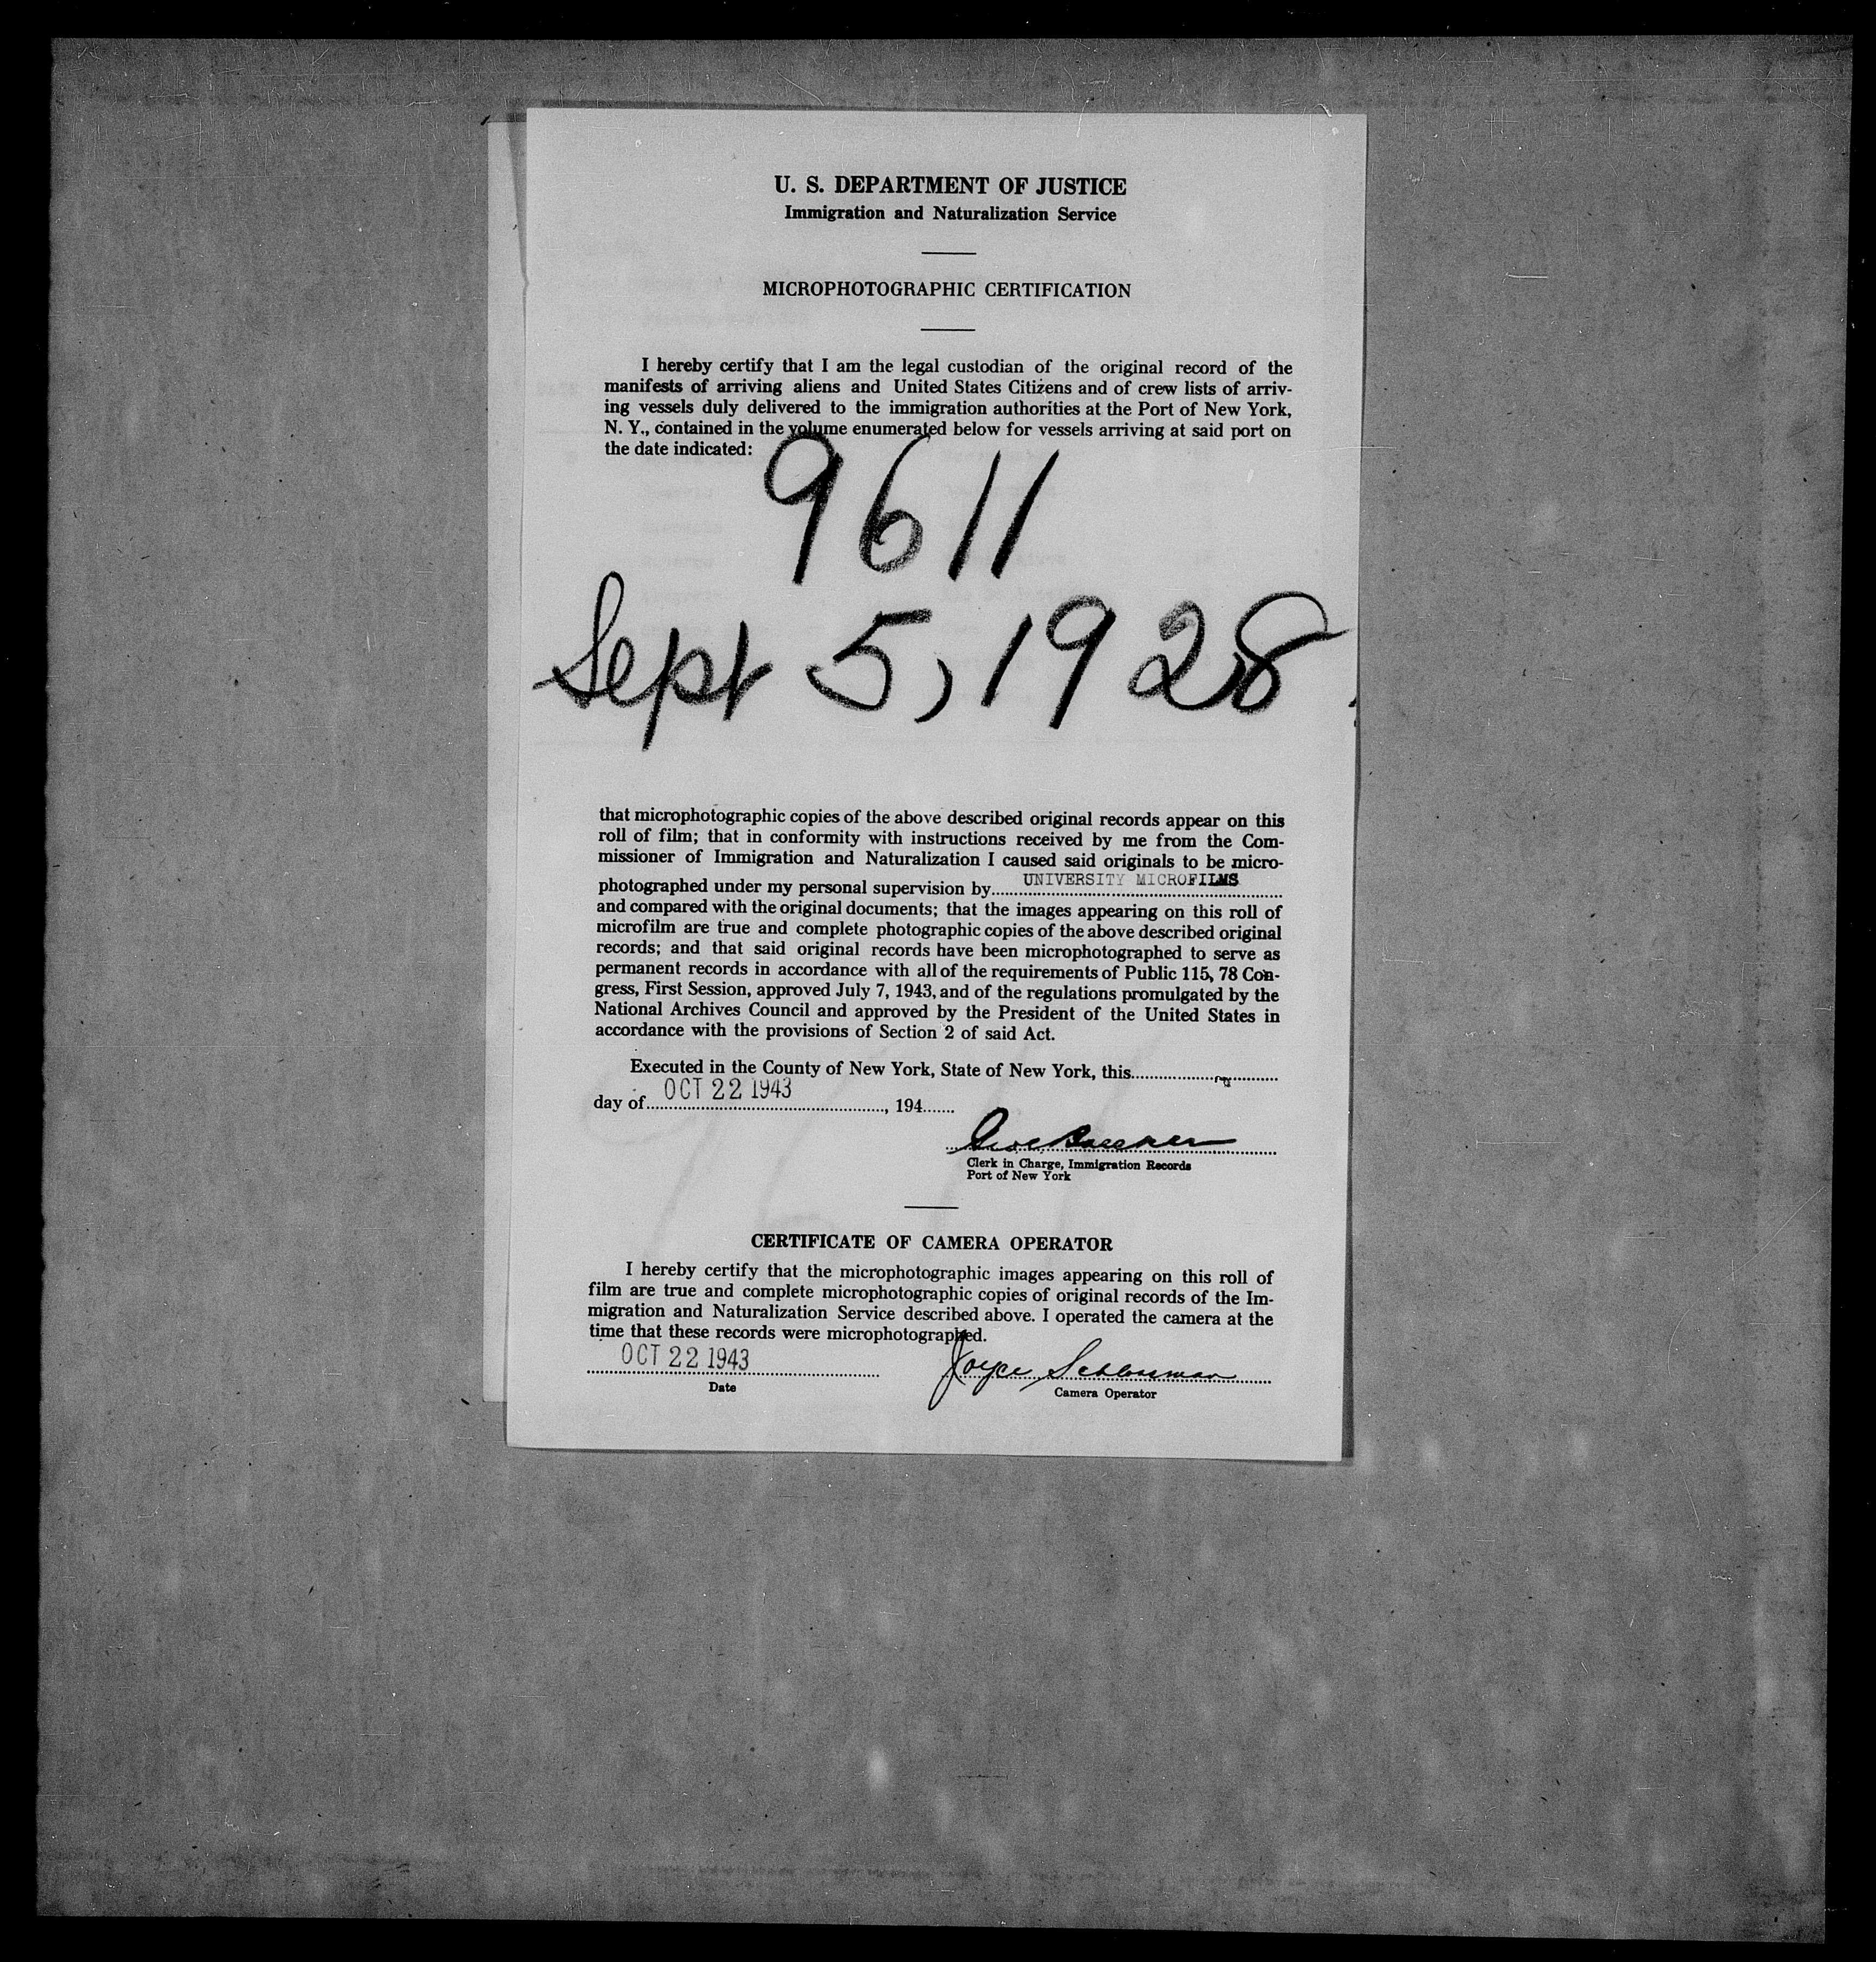 U. S. DEPARTMENT OF JUSTICE
Immigration and Naturalization Service
MICROPHOTOGRAPHIC CERTIFICATION
I hereby certify that I am the legal custodian of the original record of the
manifests of arriving aliens and United States Citizens and of crew lists of arriv-
ing vessels duly delivered to the immigration authorities at the Port of New York,
N. Y., contained in the volume enumerated below for vessels arriving at said port on
the date indicated:
9611
Sept 5, 1928
that microphotographic copies of the above described original records appear on this
roll of film; that in conformity with instructions received by me from the Com-
missioner of Immigration and Naturalization I caused said originals to be micro-
photographed under my personal supervision by UNIVERSITY MICROFILMS
and compared with the original documents; that the images appearing on this roll of
microfilm are true and complete photographic copies of the above described original
records; and that said original records have been microphotographed to serve as
permanent records in accordance with all of the requirements of Public 115, 78 Con-
gress, First Session, approved July 7, 1943, and of the regulations promulgated by the
National Archives Council and approved by the President of the United States in
accordance with the provisions of Section 2 of said Act.
Executed in the County of New York, State of New York, this
day of OCT 22 1943, 194
Clerk in Charge, Immigration Records
Port of New York
CERTIFICATE OF CAMERA OPERATOR
I hereby certify that the microphotographic images appearing on this roll of
film are true and complete microphotographic copies of original records of the Im-
migration and Naturalization Service described above. I operated the camera at the
time that these records were microphotographed.
OCT 22 1943 Joyce
Date Camera Operator